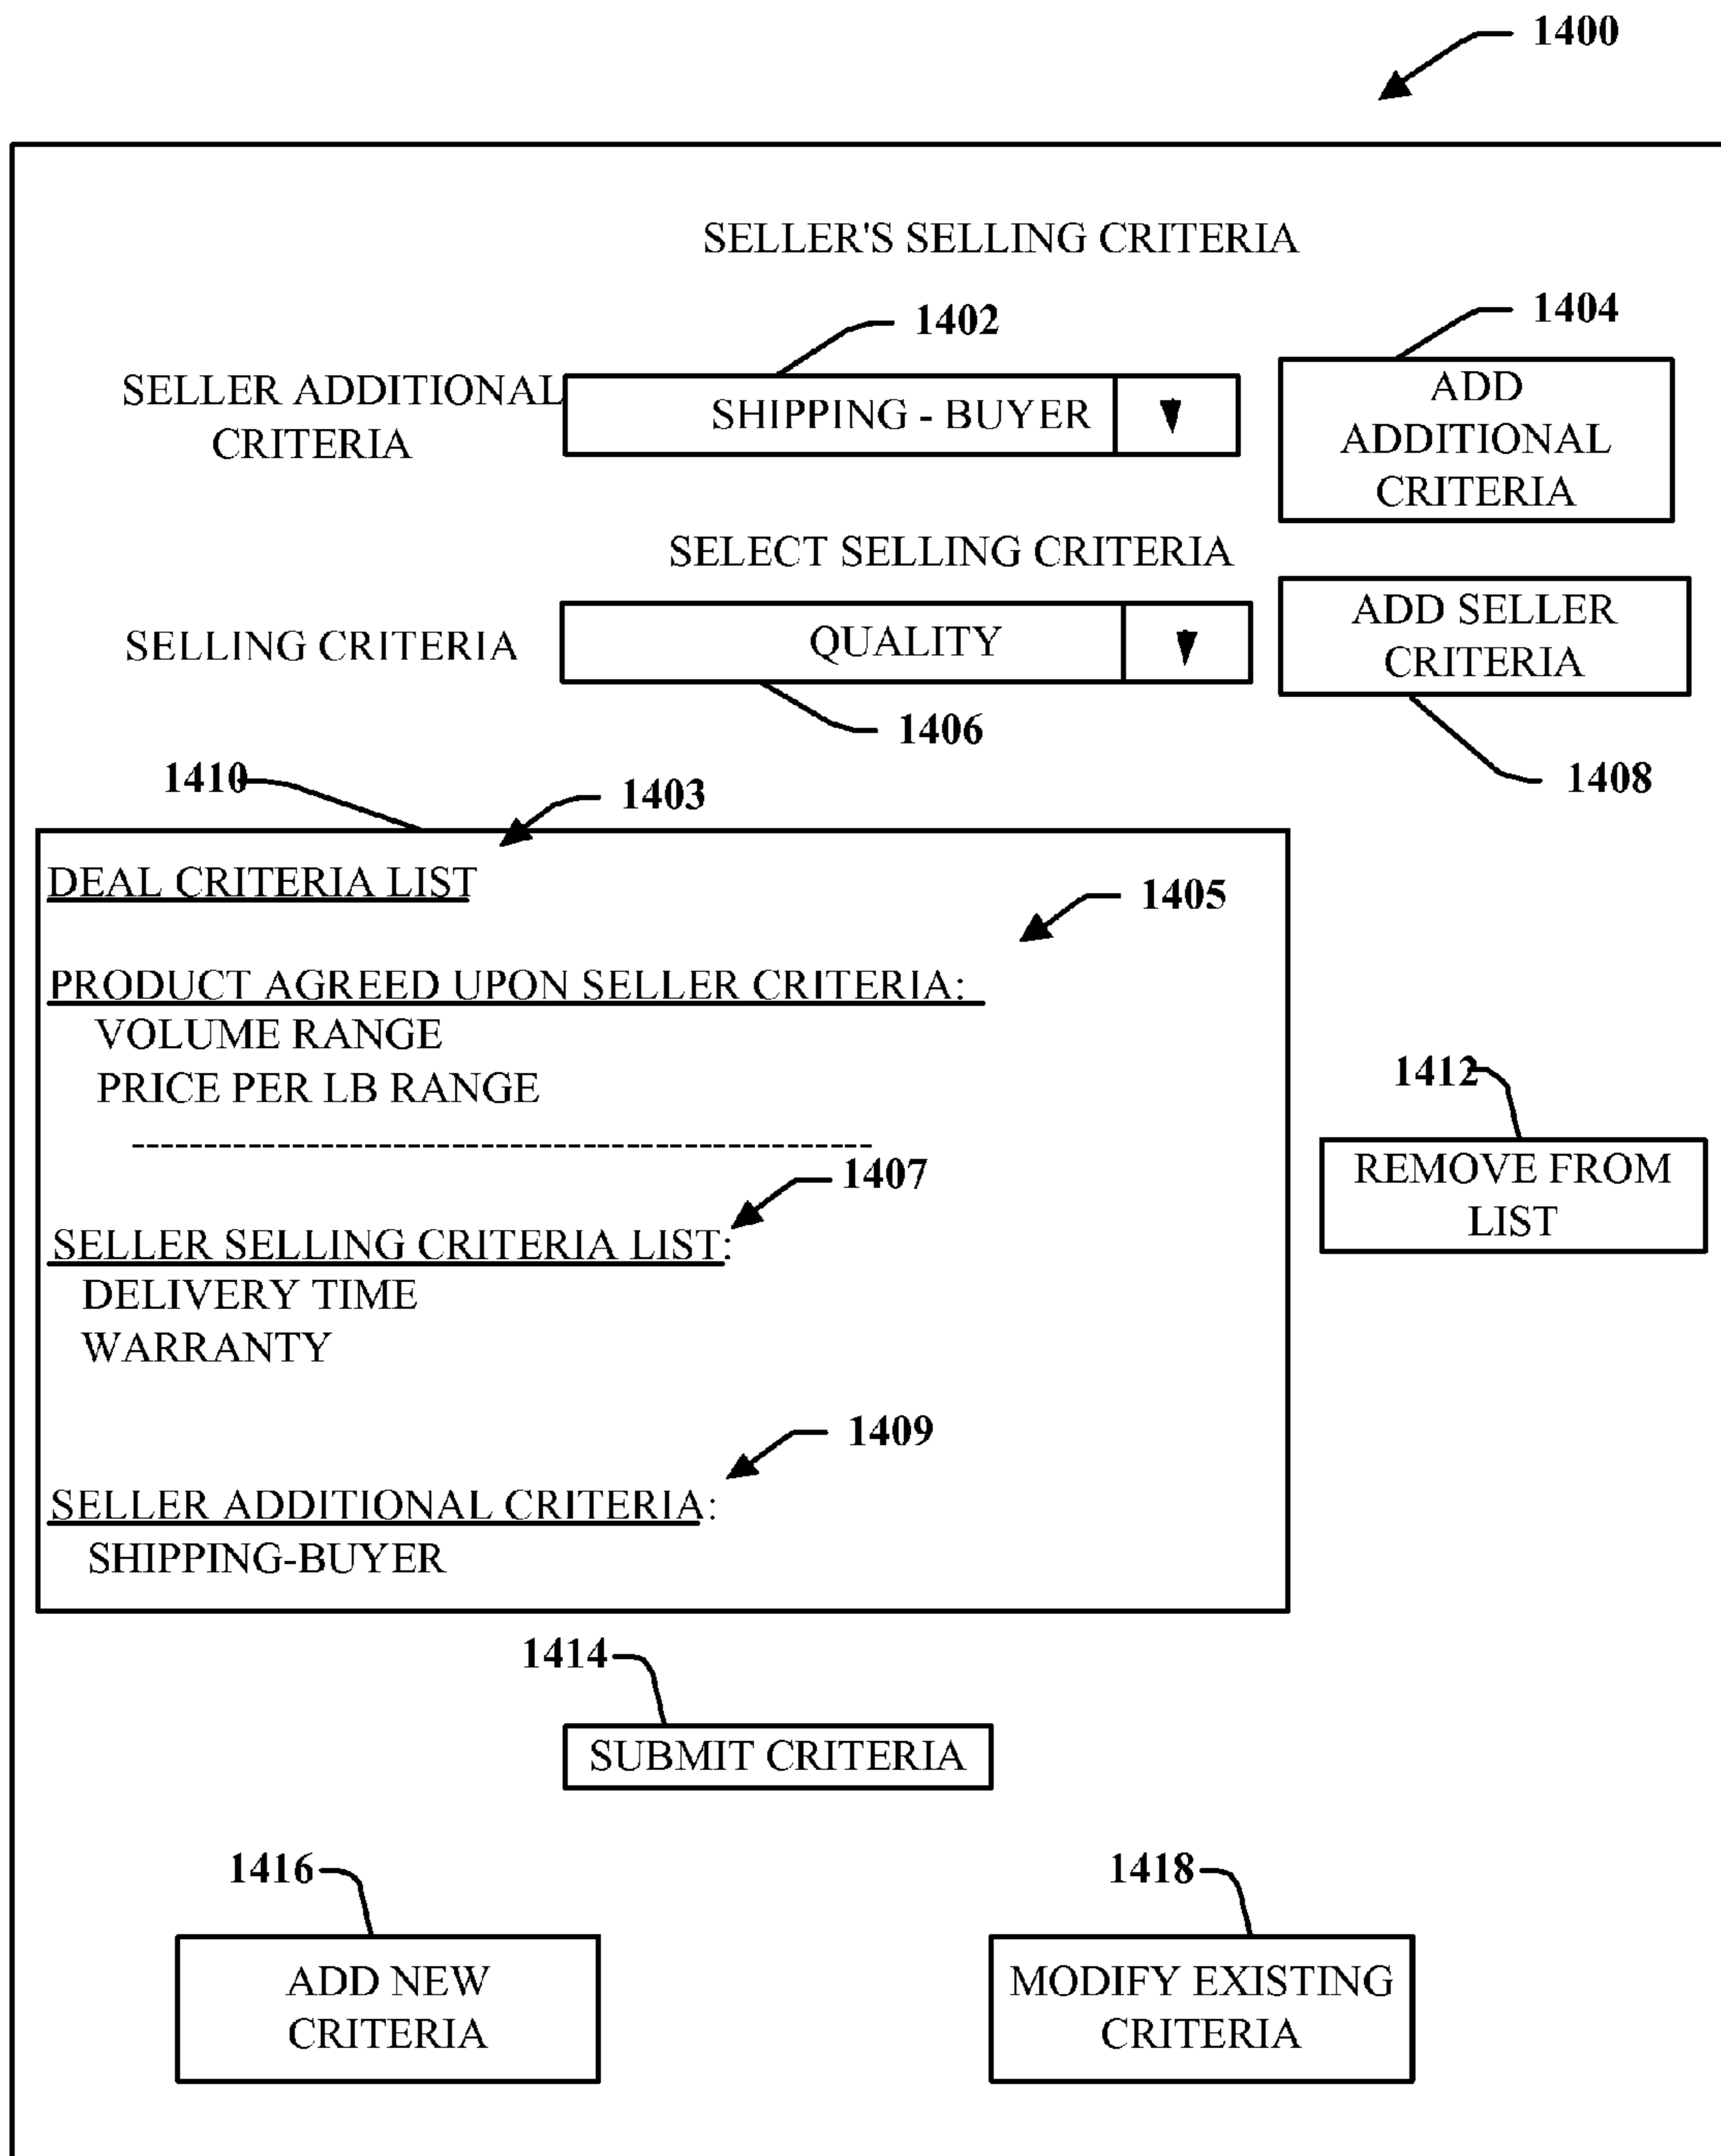 1400
SELLER'S SELLING CRITERIA
1402
1404
SELLER ADDITIONAL
CRITERIA
SHIPPING - BUYER
ADD
ADDITIONAL
CRITERIA
SELECT SELLING CRITERIA
SELLING CRITERIA
QUALITY
ADD SELLER
CRITERIA
1406
1408
1410
1403
DEAL CRITERIA LIST
1405
PRODUCT AGREED UPON SELLER CRITERIA:
VOLUME RANGE
PRICE PER LB RANGE
1412
REMOVE FROM
LIST
1407
SELLER SELLING CRITERIA LIST:
DELIVERY TIME
WARRANTY
1409
SELLER ADDITIONAL CRITERIA:
SHIPPING-BUYER
1414
SUBMIT CRITERIA
1416
1418
ADD NEW
CRITERIA
MODIFY EXISTING
CRITERIA